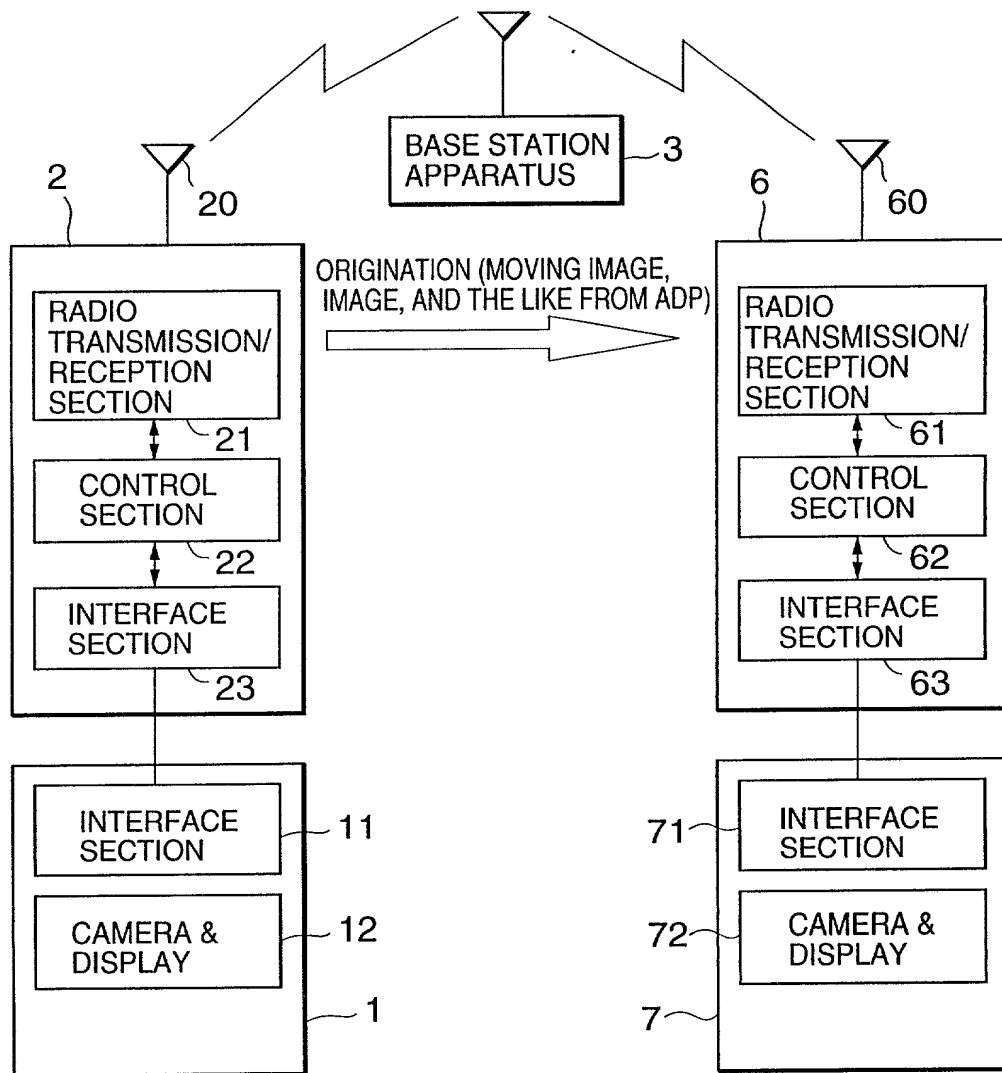 BASE STATION
APPARATUS
3
2
20
6
60
ORIGINATION (MOVING IMAGE,
IMAGE, AND THE LIKE FROM ADP)
RADIO
TRANSMISSION/
RECEPTION
SECTION
21
CONTROL
SECTION
22
INTERFACE
SECTION
23
RADIO
TRANSMISSION/
RECEPTION
SECTION
61
CONTROL
SECTION
62
INTERFACE
SECTION
63
INTERFACE
SECTION
11
CAMERA &
DISPLAY
12
1
71
INTERFACE
SECTION
72
CAMERA &
DISPLAY
7